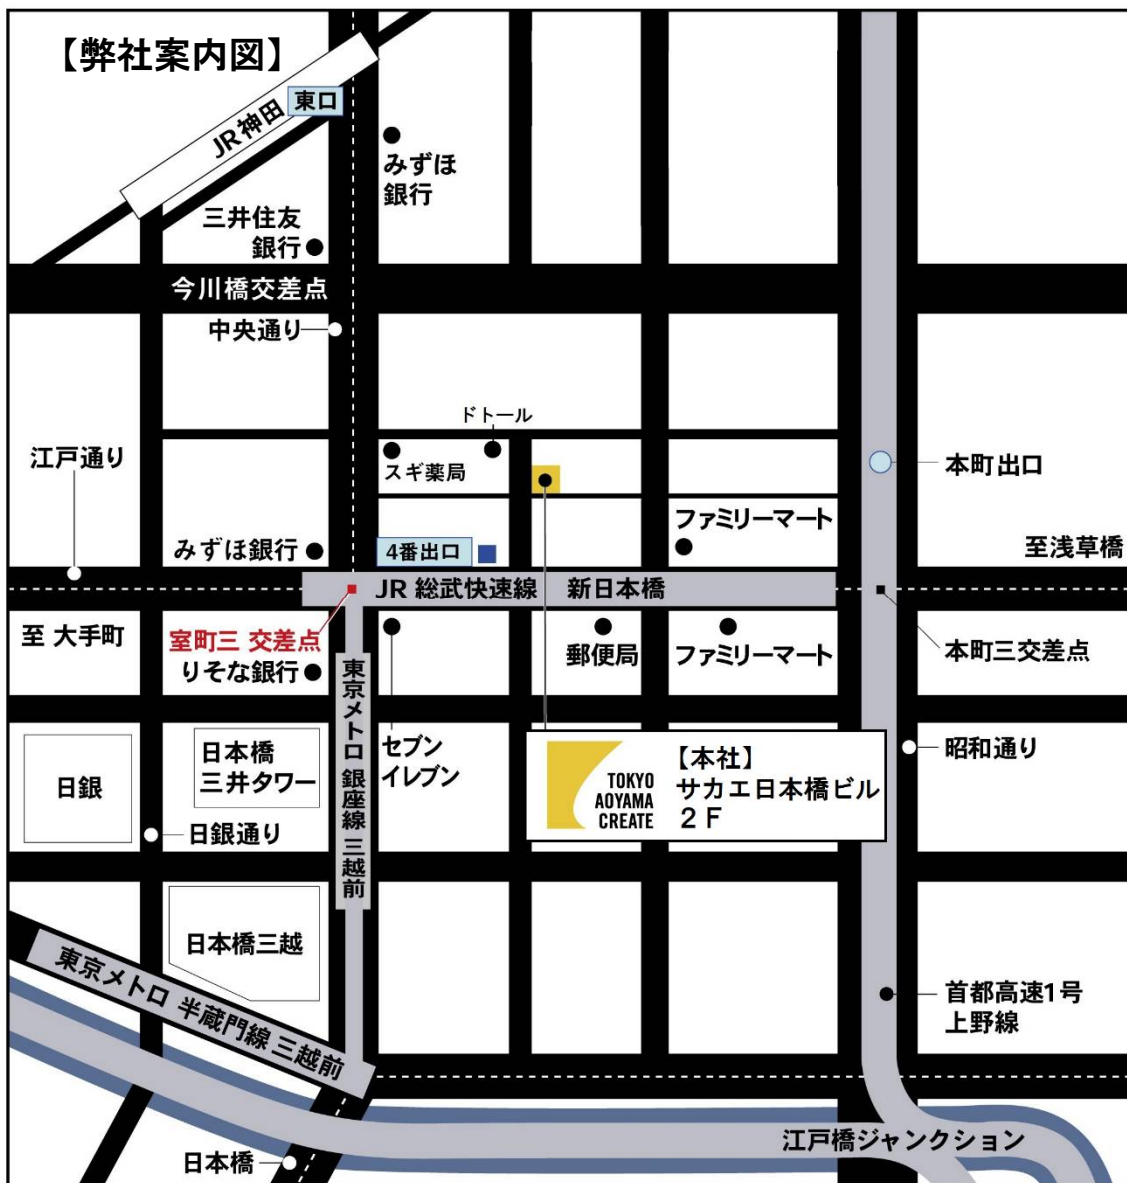 【弊社案内図】
東口
JR神田
みずほ
銀行
三井住友
銀行
今川橋交差点
中央通り
ドトール
江戸通り
スギ薬局
本町出口
ファミリーマート
みずほ銀行
4番出口
至浅草橋
JR 総武快速線 新日本橋
至 大手町
室町三 交差点
りそな銀行
郵便局
ファミリーマート
本町三交差点
東京メトロ 銀座線 三越前
セブン
イレブン
日銀
日本橋
三井タワー
日銀通り
TOKYO
AOYAMA
CREATE
【本社】
サカエ日本橋ビル
２Ｆ
昭和通り
日本橋三越
東京メトロ 半蔵門線 三越前
首都高速1号
上野線
江戸橋ジャンクション
日本橋